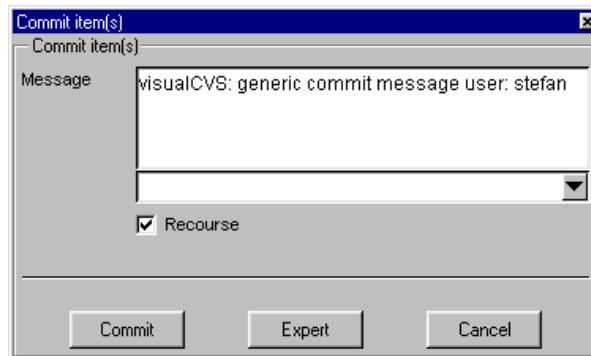 Commit item(s)
Commit item(s)
Message
visualCVS: generic commit message user: stefan
Recourse
Commit
Expert
Cancel